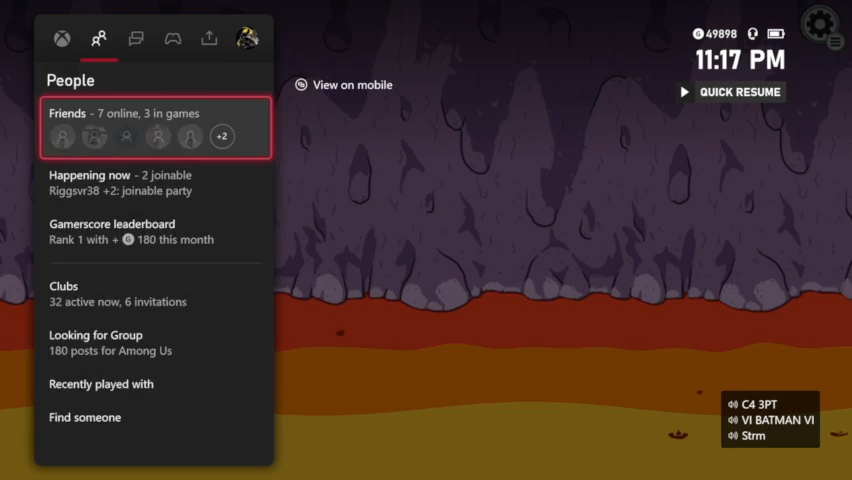 People
Friends - 7 online, 3 in games
+2
Happening now - 2 joinable
Riggsvr38 +2: joinable party
Gamerscore leaderboard
Rank 1 with + G 180 this month
Clubs
32 active now, 6 invitations
Looking for Group
180 posts for Among Us
Recently played with
Find someone
View on mobile
G 49898
11:17 PM
QUICK RESUME
C4 3PT
VI BATMAN VI
Strm